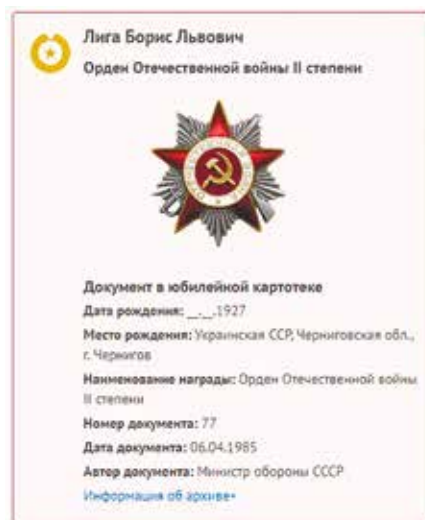 Лига Борис Львович
Орден Отечественной войны II степени
Документ в юбилейной картотеке
Дата рождения: __.__.1927
Место рождения: Украинская ССР, Черниговская обл.,
г. Чернигов
Наименование награды: Орден Отечественной войны
II степени
Номер документа: 77
Дата документа: 06.04.1985
Автор документа: Министр обороны СССР
Информация об архиве+